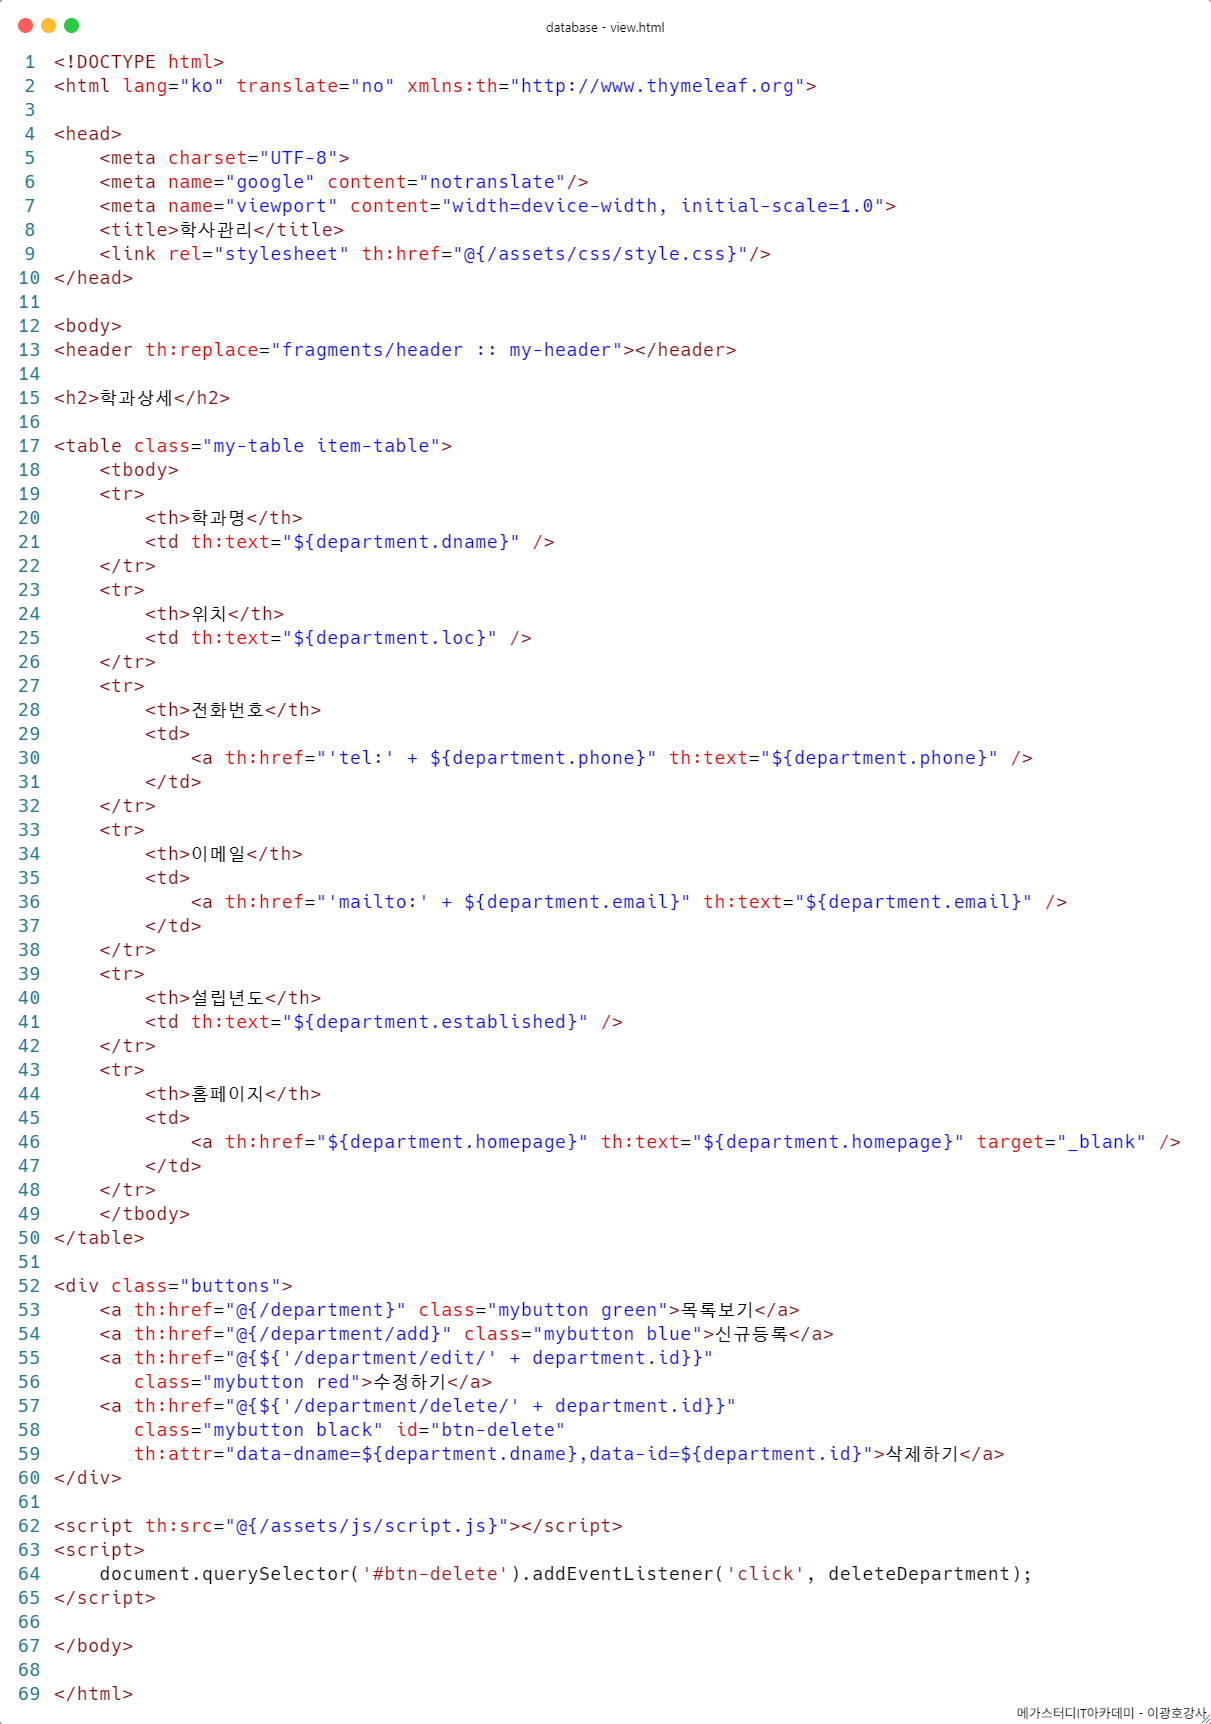 database - view.html
1 <!DOCTYPE html>
2 <html lang="ko" translate="no" xmlns:th="http://www.thymeleaf.org">
3
4 <head>
5     <meta charset="UTF-8">
6     <meta name="google" content="notranslate"/>
7     <meta name="viewport" content="width=device-width, initial-scale=1.0">
8     <title>학사관리</title>
9     <link rel="stylesheet" th:href="@{/assets/css/style.css}"/>
10 </head>
11
12 <body>
13 <header th:replace="fragments/header :: my-header"></header>
14
15 <h2>학과상세</h2>
16
17 <table class="my-table item-table">
18     <tbody>
19     <tr>
20         <th>학과명</th>
21         <td th:text="${department.dname}" />
22     </tr>
23     <tr>
24         <th>위치</th>
25         <td th:text="${department.loc}" />
26     </tr>
27     <tr>
28         <th>전화번호</th>
29         <td>
30             <a th:href="'tel:' + ${department.phone}" th:text="${department.phone}" />
31         </td>
32     </tr>
33     <tr>
34         <th>이메일</th>
35         <td>
36             <a th:href="'mailto:' + ${department.email}" th:text="${department.email}" />
37         </td>
38     </tr>
39     <tr>
40         <th>설립년도</th>
41         <td th:text="${department.established}" />
42     </tr>
43     <tr>
44         <th>홈페이지</th>
45         <td>
46             <a th:href="${department.homepage}" th:text="${department.homepage}" target="_blank" />
47         </td>
48     </tr>
49     </tbody>
50 </table>
51
52 <div class="buttons">
53     <a th:href="@{/department}" class="mybutton green">목록보기</a>
54     <a th:href="@{/department/add}" class="mybutton blue">신규등록</a>
55     <a th:href="@{${'/department/edit/' + department.id}}"
56        class="mybutton red">수정하기</a>
57     <a th:href="@{${'/department/delete/' + department.id}}"
58        class="mybutton black" id="btn-delete"
59        th:attr="data-dname=${department.dname},data-id=${department.id}">삭제하기</a>
60 </div>
61
62 <script th:src="@{/assets/js/script.js}"></script>
63 <script>
64     document.querySelector('#btn-delete').addEventListener('click', deleteDepartment);
65 </script>
66
67 </body>
68
69 </html>
메가스터디IT아카데미 - 이광호강사